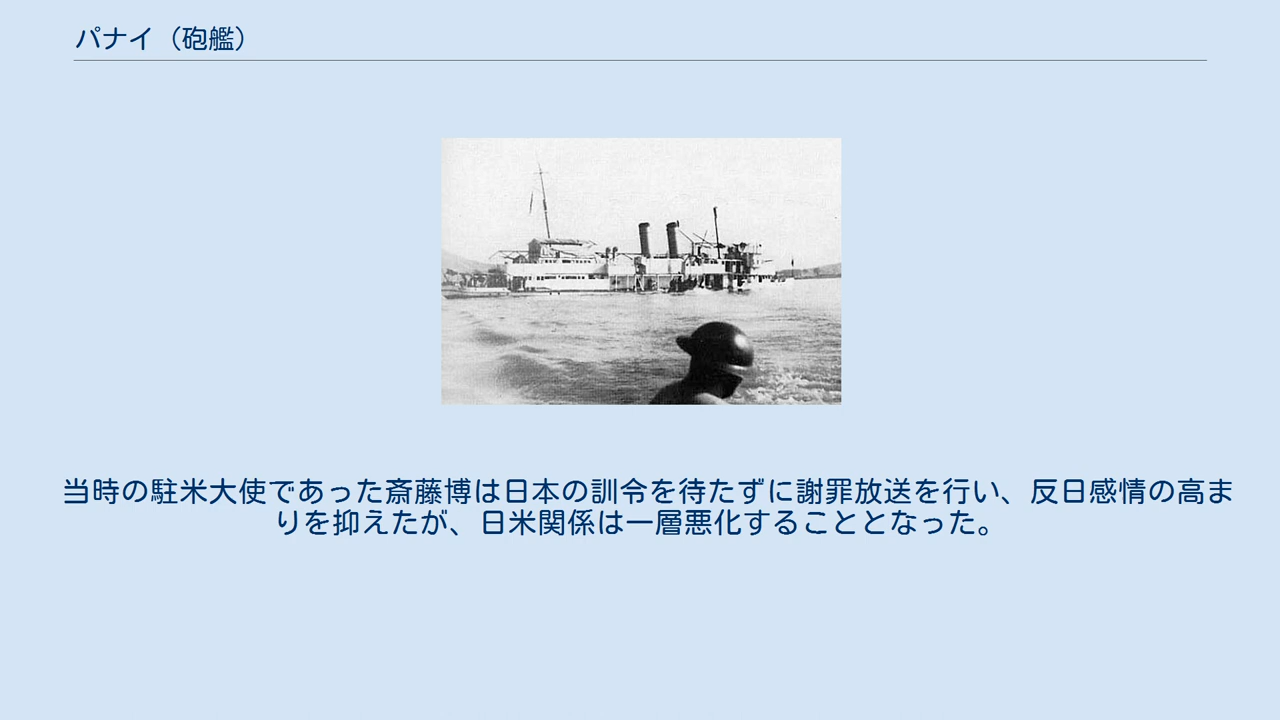 パナイ（砲艦）
当時の駐米大使であった斎藤博は日本の訓令を待たずに謝罪放送を行い、反日感情の高ま
りを抑えたが、日米関係は一層悪化することとなった。